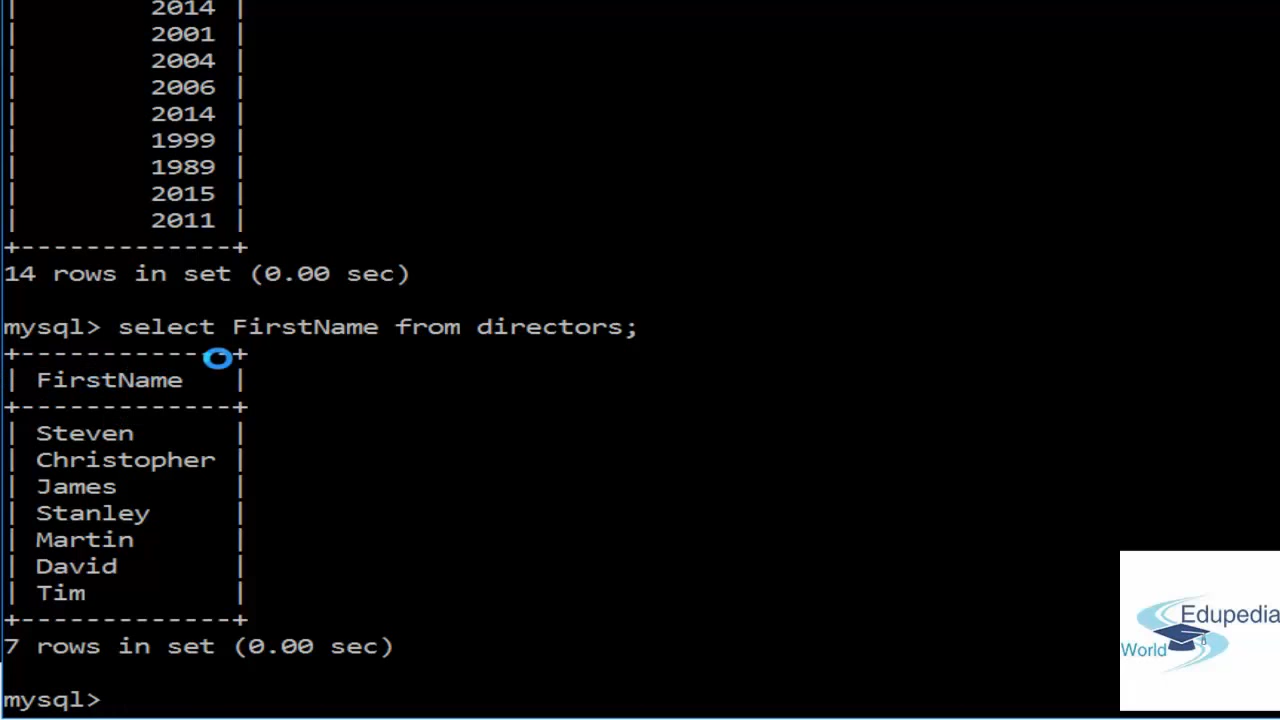 | 2014 |
| 2001 |
| 2004 |
| 2006 |
| 2014 |
| 1999 |
| 1989 |
| 2015 |
| 2011 |
+-------------+
14 rows in set (0.00 sec)
mysql> select FirstName from directors;
+-------------+
| FirstName |
+-------------+
| Steven |
| Christopher |
| James |
| Stanley |
| Martin |
| David |
| Tim |
+-------------+
7 rows in set (0.00 sec)
mysql>
Edupedia
World